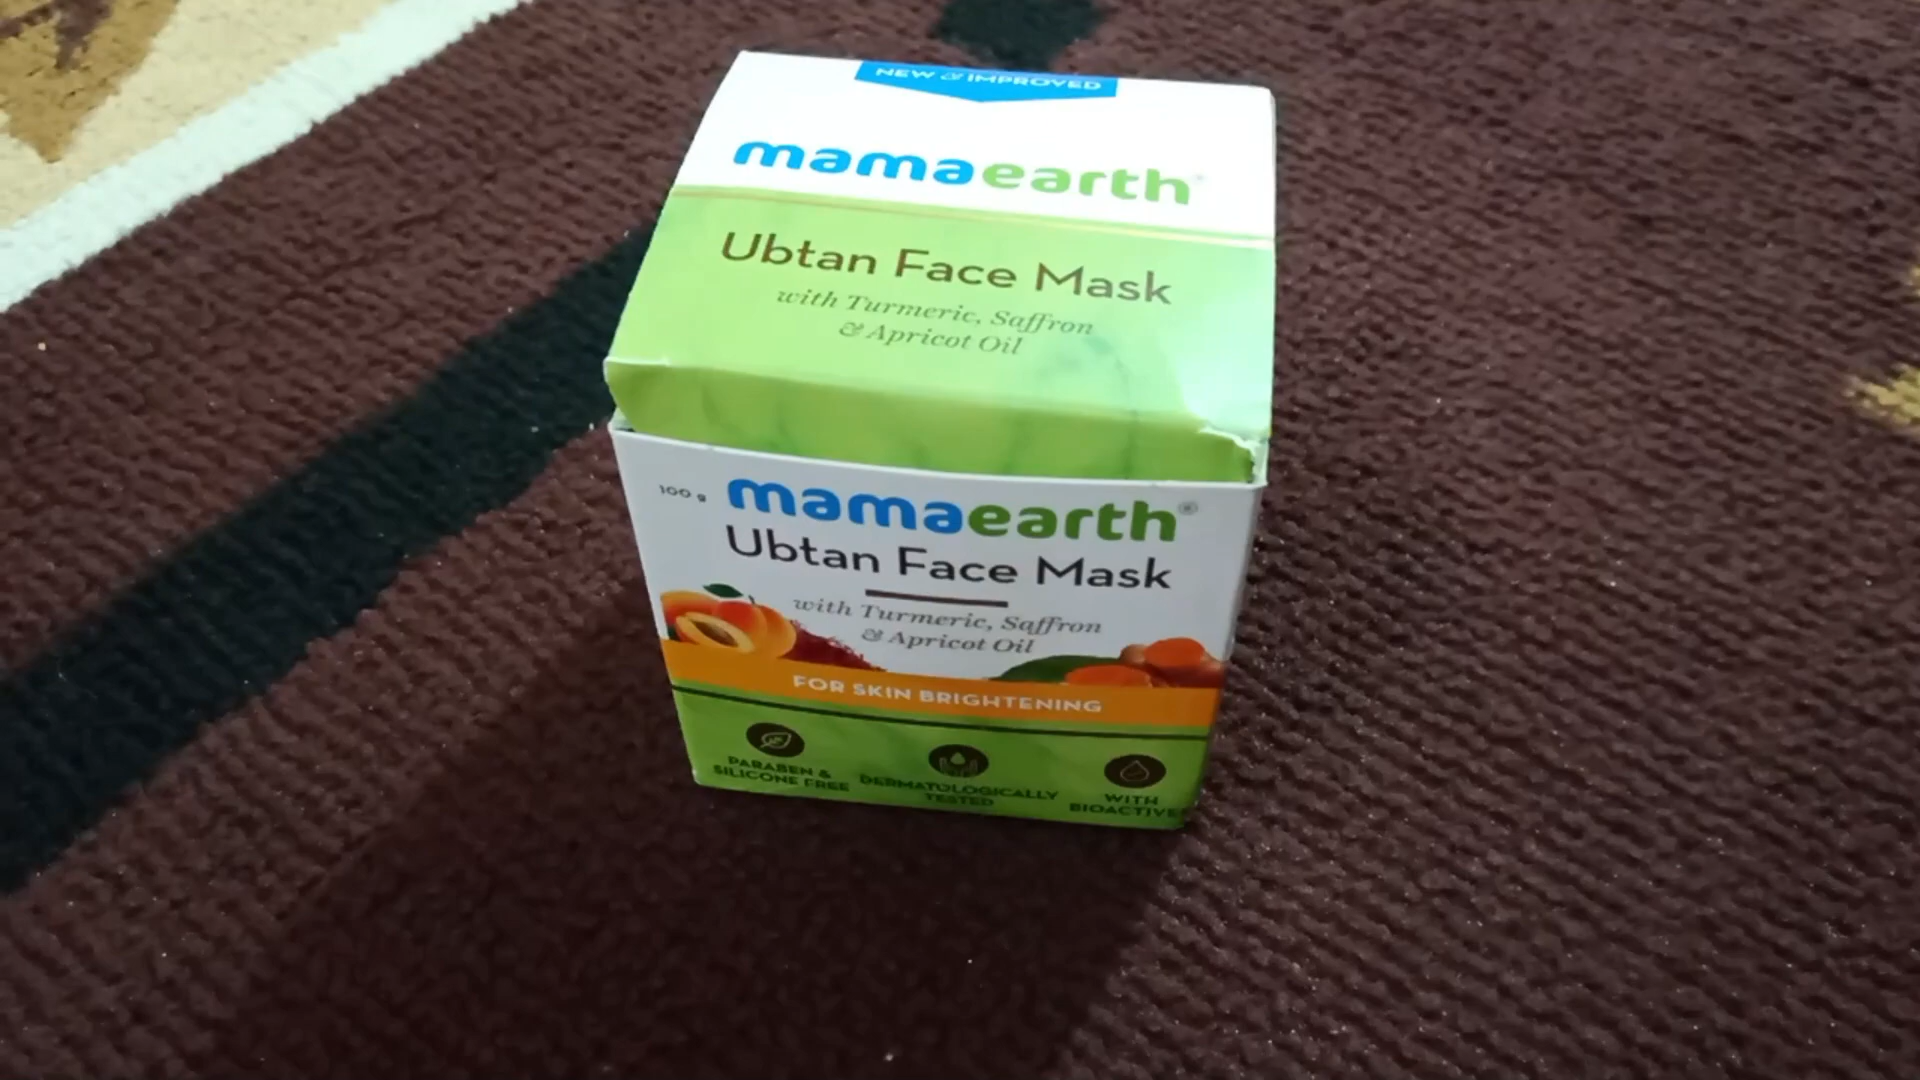 NEW & IMPROVED
mamaearth
Ubtan Face Mask
with Turmeric, Saffron
& Apricot Oil
100 g
mamaearth®
Ubtan Face Mask
with Turmeric, Saffron
& Apricot Oil
FOR SKIN BRIGHTENING
PARABEN &
SILICONE FREE
DERMATOLOGICALLY
TESTED
WITH
BIOACTIVES